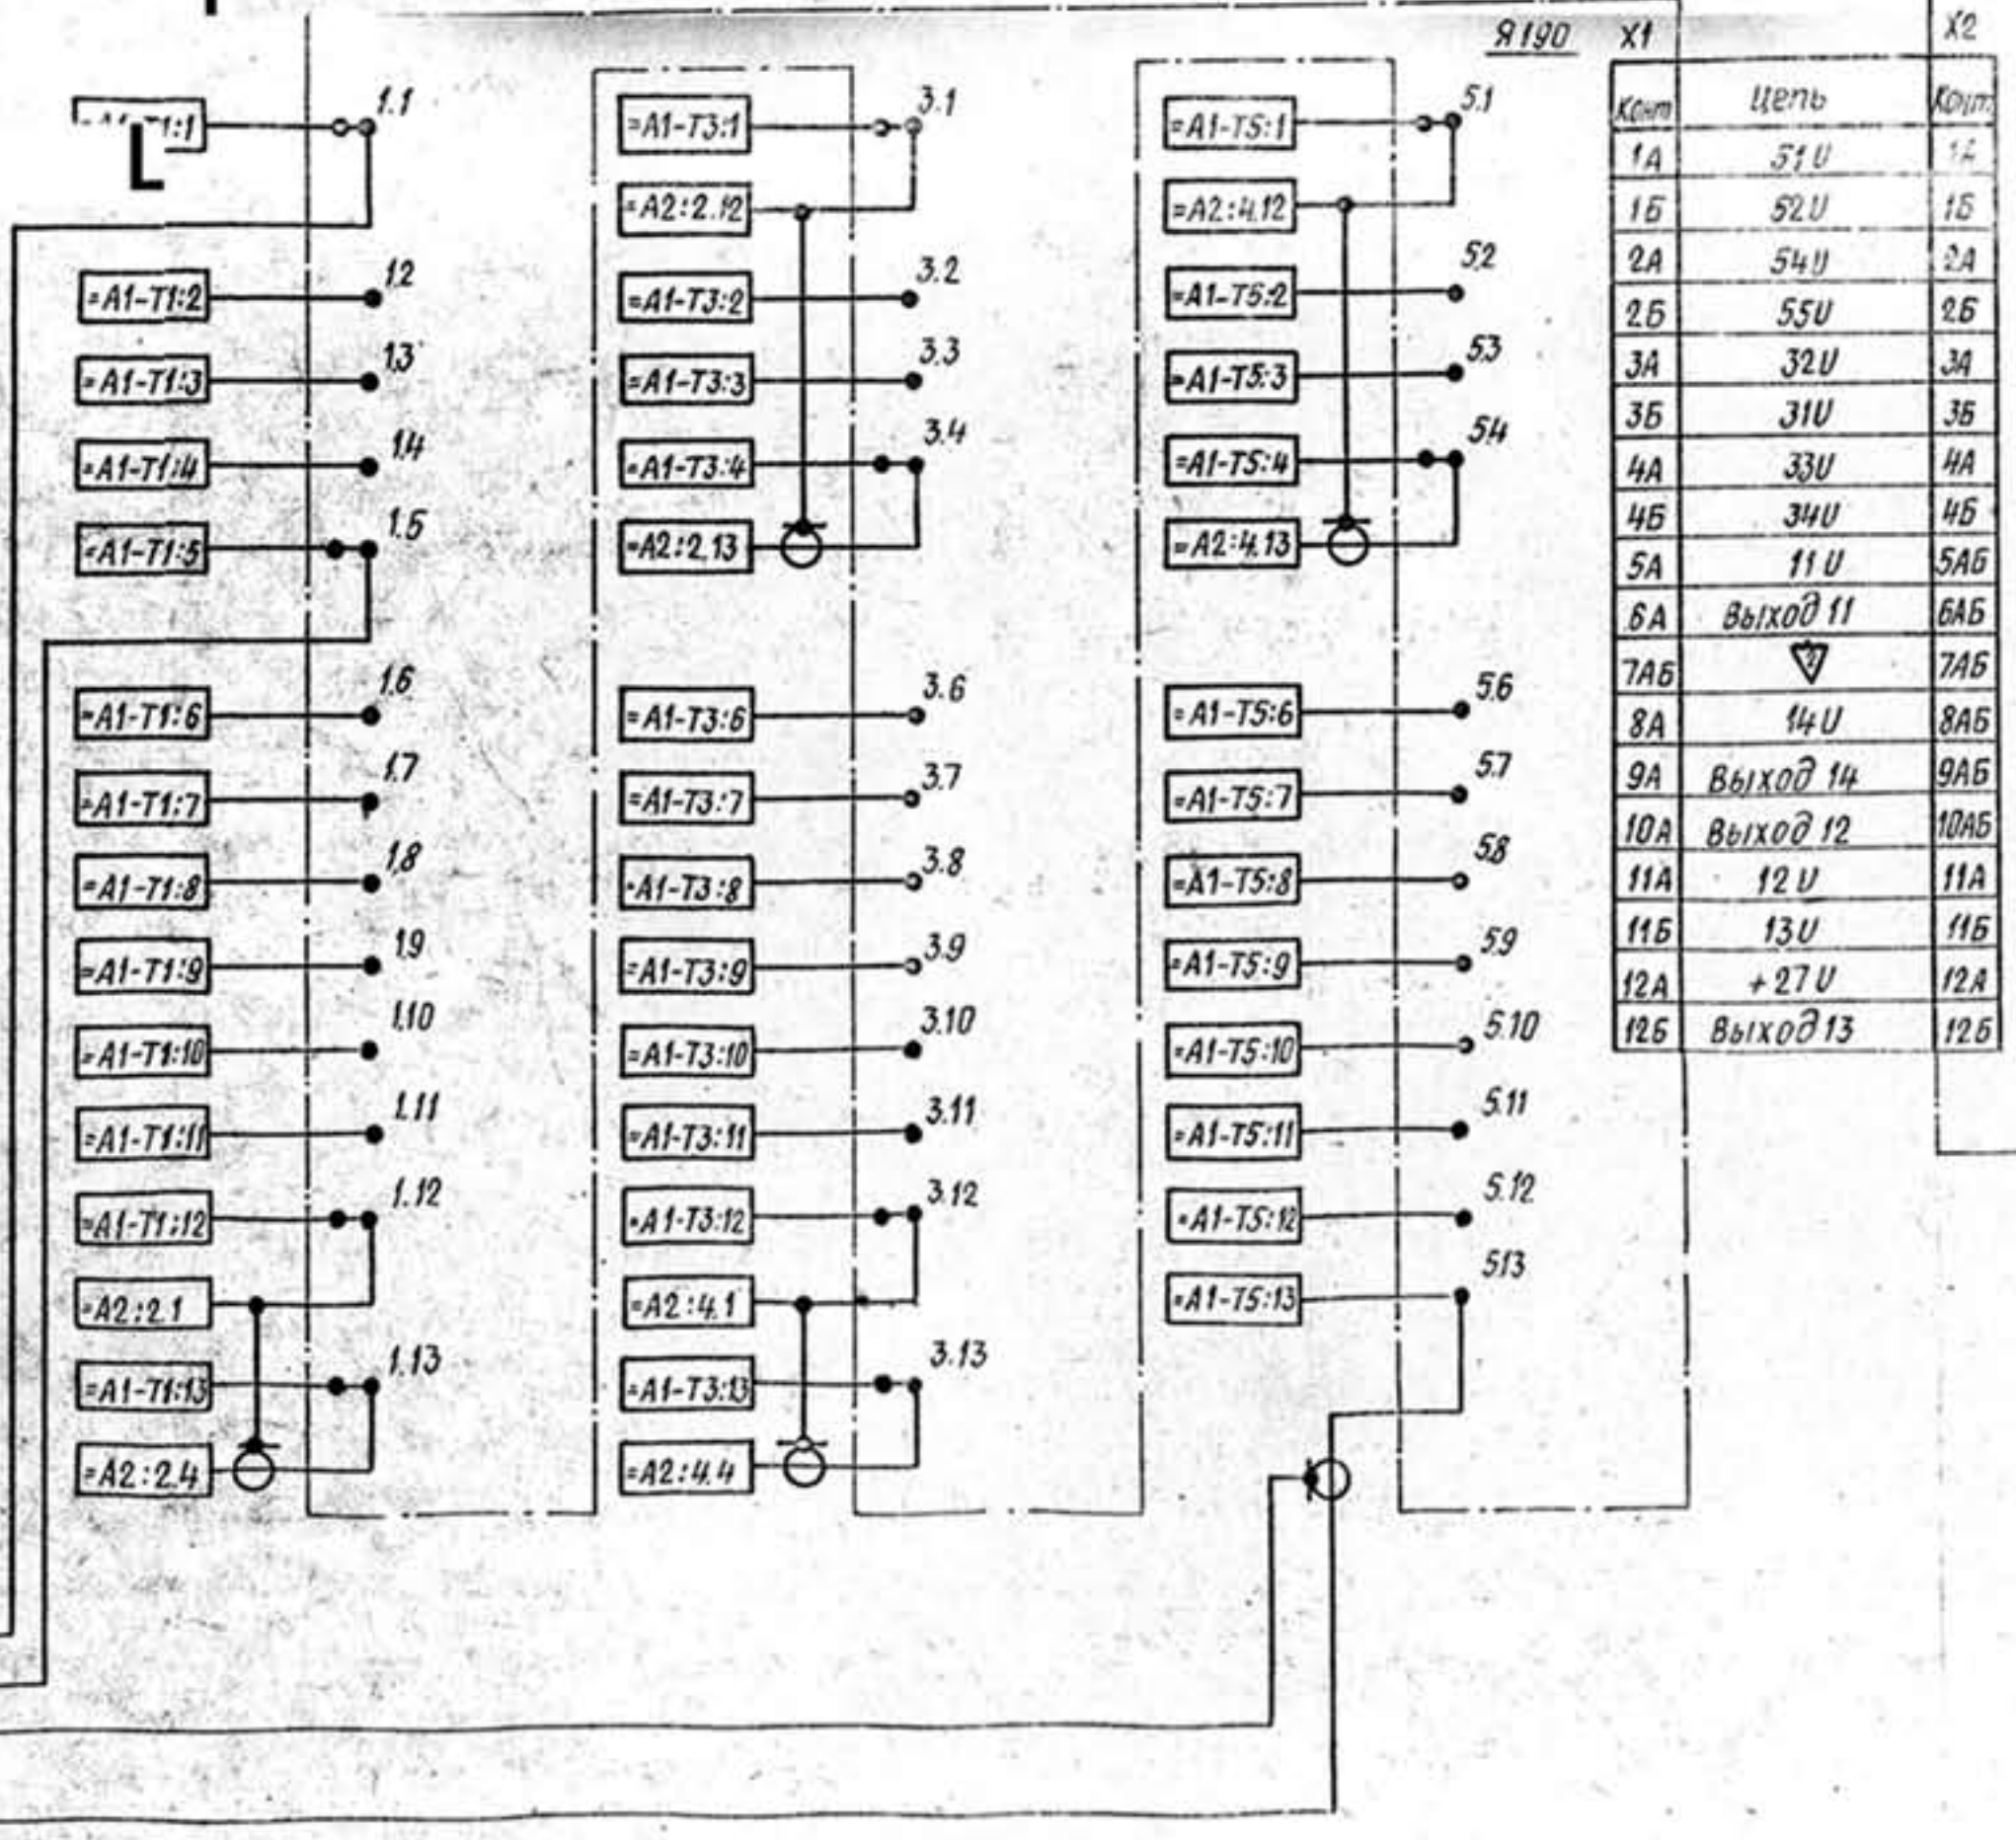 Я190 X1 X2
L
=A1-T1:1 1.1
=A1-T1:2 1.2
=A1-T1:3 1.3
=A1-T1:4 1.4
=A1-T1:5 1.5
=A1-T1:6 1.6
=A1-T1:7 1.7
=A1-T1:8 1.8
=A1-T1:9 1.9
=A1-T1:10 1.10
=A1-T1:11 1.11
=A1-T1:12 1.12
=A2:2.1
=A1-T1:13 1.13
=A2:2.4
=A1-T3:1 3.1
=A2:2.12
=A1-T3:2 3.2
=A1-T3:3 3.3
=A1-T3:4 3.4
=A2:2.13
=A1-T3:6 3.6
=A1-T3:7 3.7
=A1-T3:8 3.8
=A1-T3:9 3.9
=A1-T3:10 3.10
=A1-T3:11 3.11
=A1-T3:12 3.12
=A2:4.1
=A1-T3:13 3.13
=A2:4.4
=A1-T5:1 5.1
=A2:4.12
=A1-T5:2 5.2
=A1-T5:3 5.3
=A1-T5:4 5.4
=A2:4.13
=A1-T5:6 5.6
=A1-T5:7 5.7
=A1-T5:8 5.8
=A1-T5:9 5.9
=A1-T5:10 5.10
=A1-T5:11 5.11
=A1-T5:12 5.12
=A1-T5:13 5.13
Конт Цепь Конт
1А 51U 1А
1Б 52U 1Б
2А 54U 2А
2Б 55U 2Б
3А 32U 3А
3Б 31U 3Б
4А 33U 4А
4Б 34U 4Б
5А 11U 5АБ
6А Выход 11 6АБ
7АБ 2 7АБ
8А 14U 8АБ
9А Выход 14 9АБ
10А Выход 12 10АБ
11А 12U 11А
11Б 13U 11Б
12А +27U 12А
12Б Выход 13 12Б